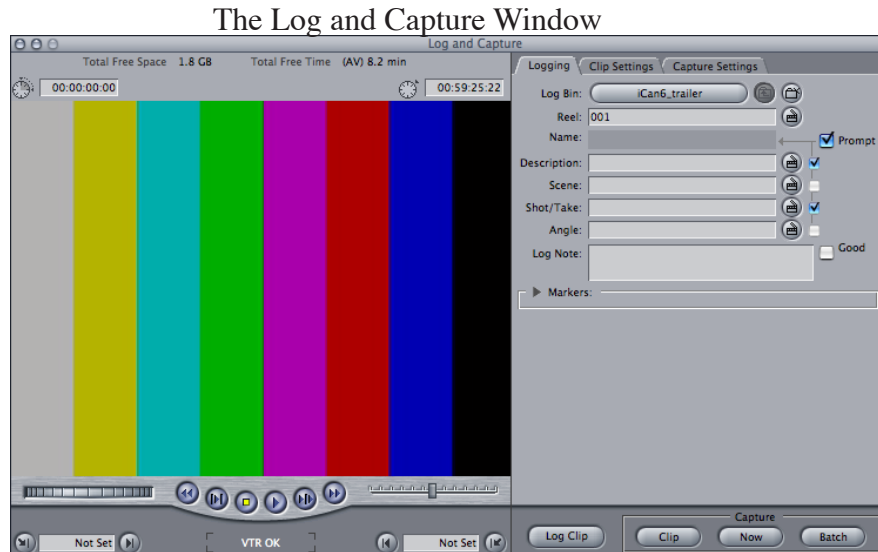 The Log and Capture Window
Log and Captu re
Total Free Space 1.8 GB Total Free Time (AV) 8.2 min
00:00:00:00
00:59:25:22
Logging Clip Settings Capture Settings
Log Bin: iCan6_trailer
Reel: 001
Name: Prompt
Description:
Scene:
Shot/Take:
Angle:
Log Note: Good
Markers:
Not Set VTR OK Not Set
Capture
Log Clip Clip Now Batch